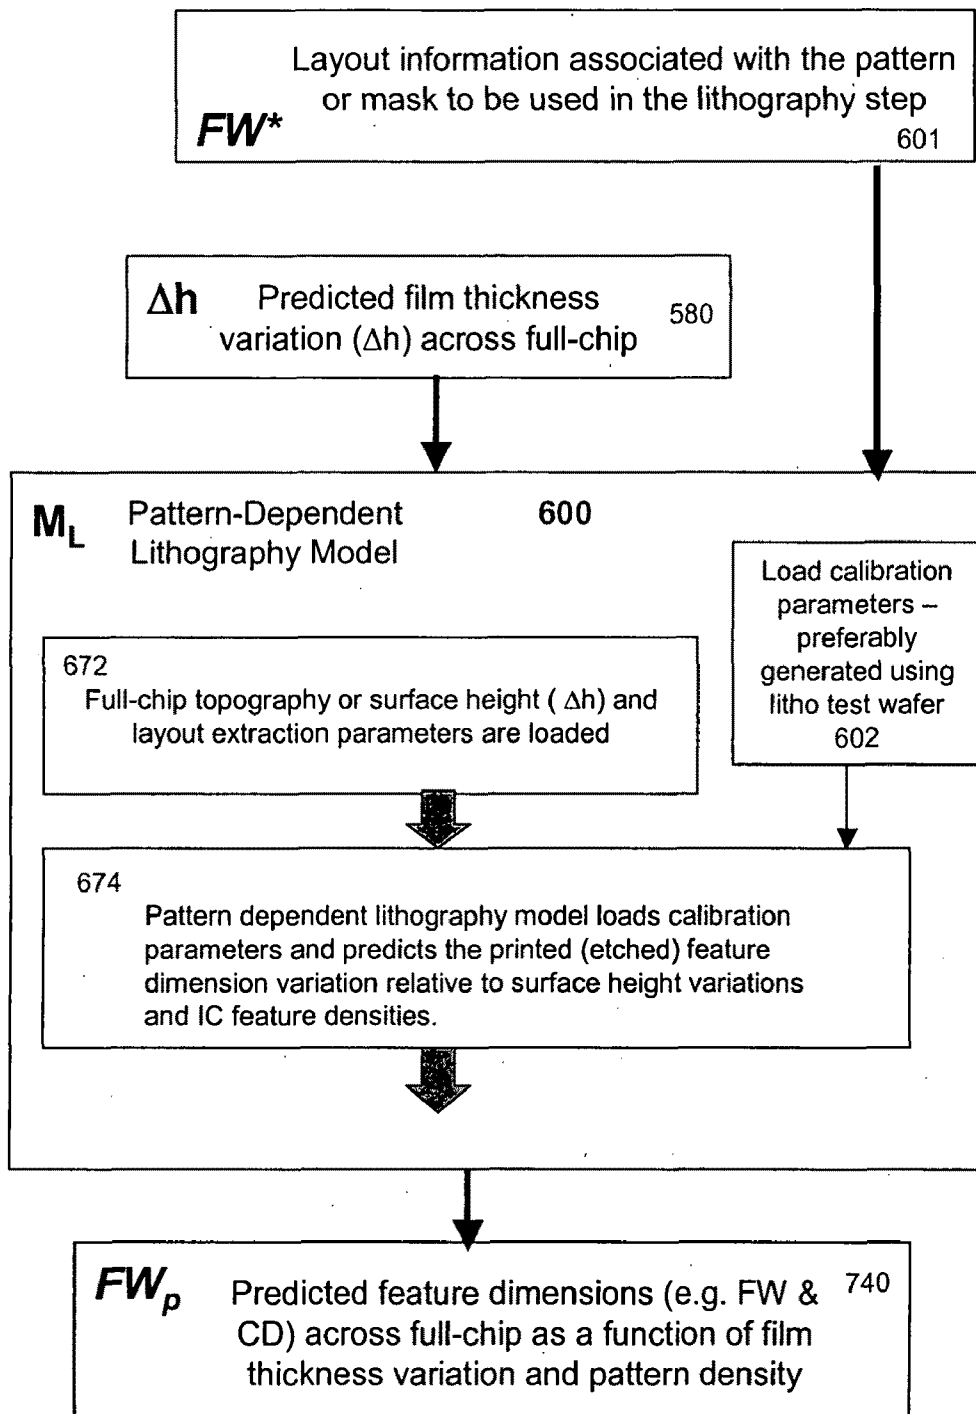 Layout information associated with the pattern
or mask to be used in the lithography step
FW*
601
Δh Predicted film thickness
variation (Δh) across full-chip
580
M_L Pattern-Dependent 600
Lithography Model
Load calibration
parameters –
preferably
generated using
litho test wafer
602
672
Full-chip topography or surface height ( Δh) and
layout extraction parameters are loaded
674
Pattern dependent lithography model loads calibration
parameters and predicts the printed (etched) feature
dimension variation relative to surface height variations
and IC feature densities.
FW_p Predicted feature dimensions (e.g. FW & 740
CD) across full-chip as a function of film
thickness variation and pattern density